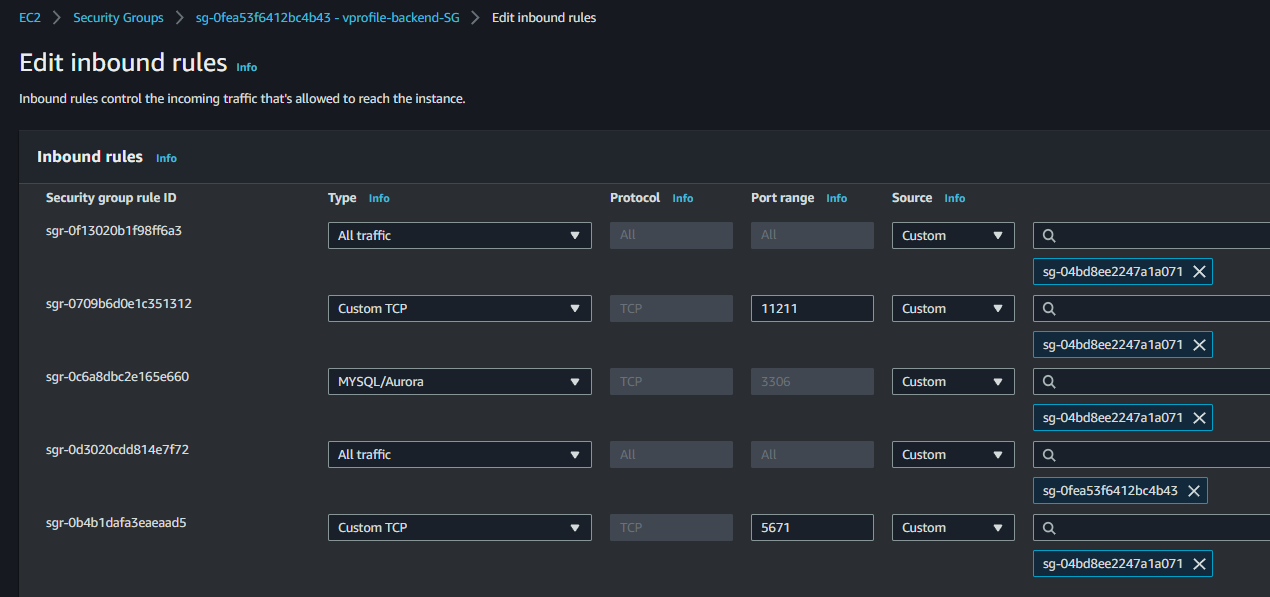 EC2 > Security Groups > sg-0fea53f6412bc4b43 - vprofile-backend-SG > Edit inbound rules
Edit inbound rules Info
Inbound rules control the incoming traffic that's allowed to reach the instance.
Inbound rules Info
Security group rule ID Type Info Protocol Info Port range Info Source Info
sgr-0f13020b1f98ff6a3 All traffic All All Custom
sg-04bd8ee2247a1a071
sgr-0709b6d0e1c351312 Custom TCP TCP 11211 Custom
sg-04bd8ee2247a1a071
sgr-0c6a8dbc2e165e660 MYSQL/Aurora TCP 3306 Custom
sg-04bd8ee2247a1a071
sgr-0d3020cdd814e7f72 All traffic All All Custom
sg-0fea53f6412bc4b43
sgr-0b4b1dafa3eaeaad5 Custom TCP TCP 5671 Custom
sg-04bd8ee2247a1a071